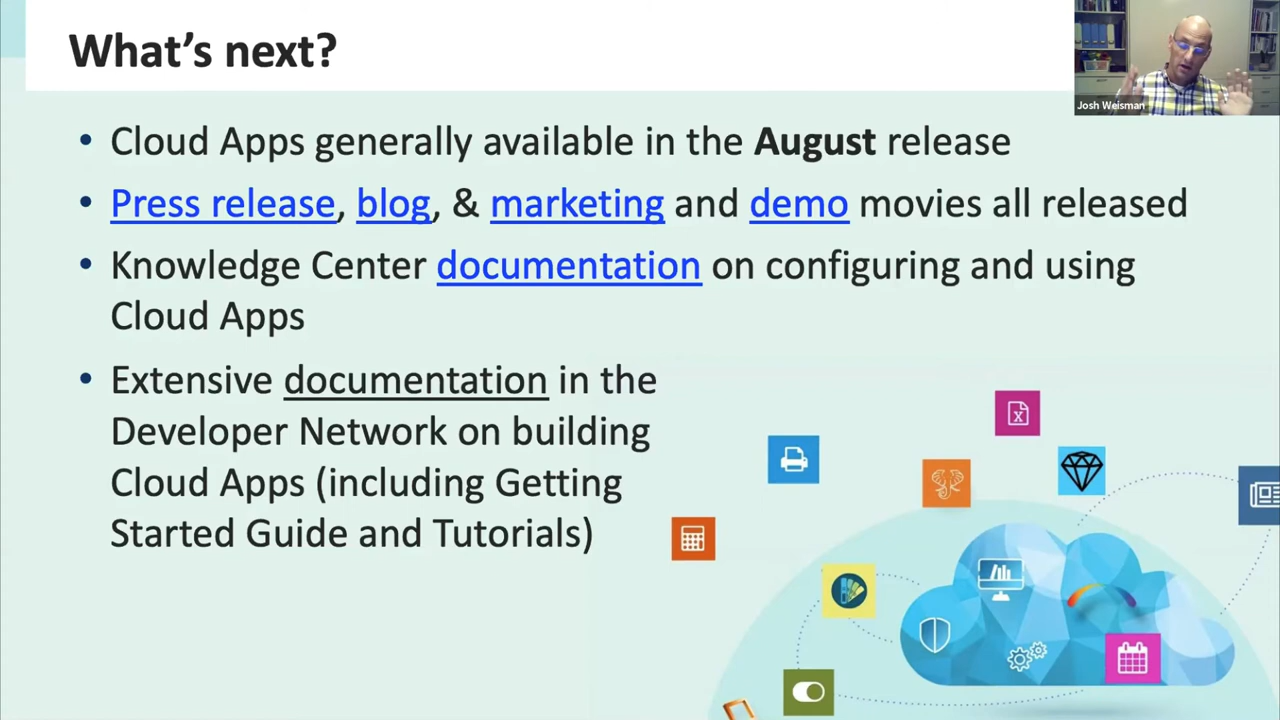 What's next?
Josh Weisman
• Cloud Apps generally available in the August release
• Press release, blog, & marketing and demo movies all released
• Knowledge Center documentation on configuring and using
Cloud Apps
• Extensive documentation in the
Developer Network on building
Cloud Apps (including Getting
Started Guide and Tutorials)